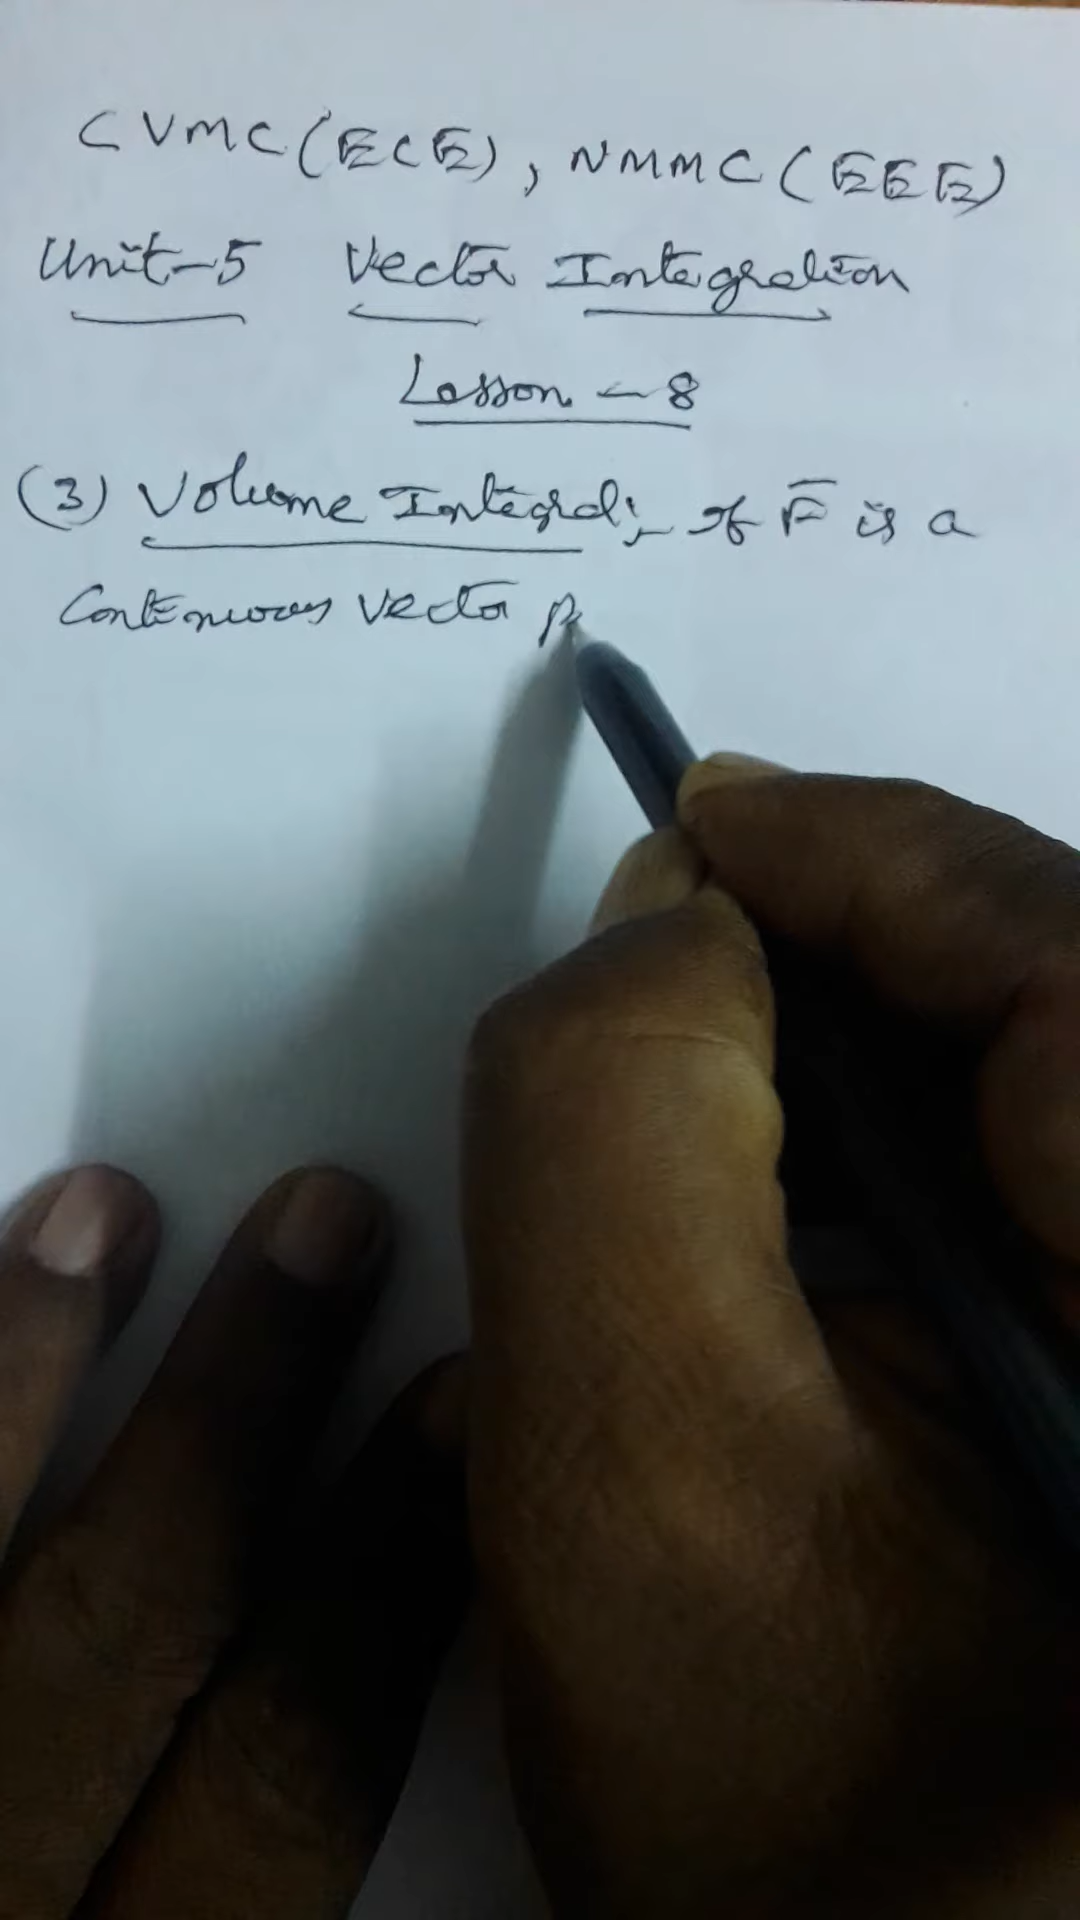 CVMC (ECE), NMMC (EEE)
Unit-5 Vector Integration
Lesson - 8
(3) Volume Integral:- If F̅ is a
Continuous vector